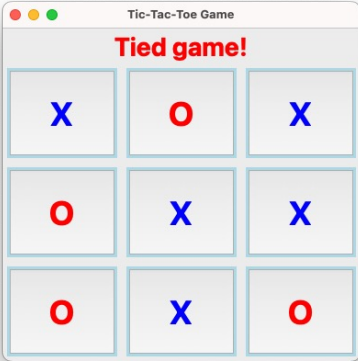 Tic-Tac-Toe Game
Tied game!
X O X
O X X
O X O